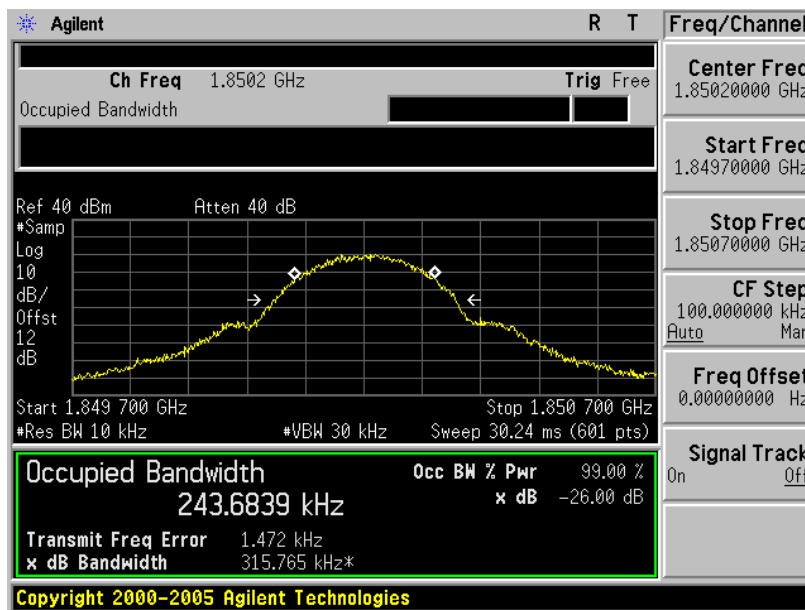 Agilent
R T
Freq/Channel
Ch Freq 1.8502 GHz
Trig Free
Occupied Bandwidth
Center Freq
1.85020000 GHz
Start Freq
1.84970000 GHz
Stop Freq
1.85070000 GHz
CF Step
100.000000 kHz
Auto Man
Freq Offset
0.00000000 Hz
Signal Track
On Off
Ref 40 dBm
Atten 40 dB
#Samp
Log
10
dB/
Offst
12
dB
Start 1.849 700 GHz
Stop 1.850 700 GHz
#Res BW 10 kHz
#VBW 30 kHz
Sweep 30.24 ms (601 pts)
Occupied Bandwidth
243.6839 kHz
Occ BW % Pwr 99.00 %
x dB -26.00 dB
Transmit Freq Error 1.472 kHz
x dB Bandwidth 315.765 kHz*
Copyright 2000-2005 Agilent Technologies